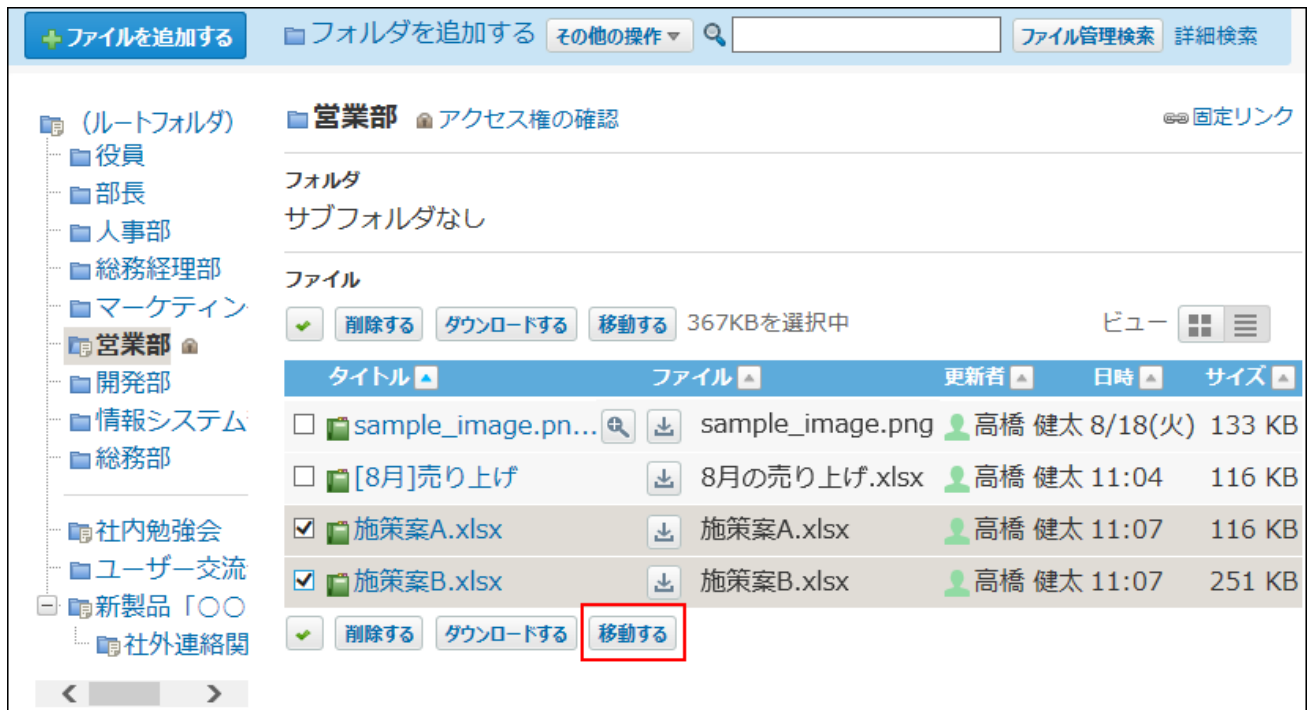 ファイルを追加する フォルダを追加する その他の操作 ファイル管理検索 詳細検索
(ルートフォルダ)
役員
部長
人事部
総務経理部
マーケティン
営業部
開発部
情報システム
総務部
社内勉強会
ユーザー交流
新製品「○○
社外連絡関
営業部 アクセス権の確認 固定リンク
フォルダ
サブフォルダなし
ファイル
削除する ダウンロードする 移動する 367KBを選択中 ビュー
タイトル ファイル 更新者 日時 サイズ
sample_image.pn... sample_image.png 高橋 健太 8/18(火) 133 KB
[8月]売り上げ 8月の売り上げ.xlsx 高橋 健太 11:04 116 KB
施策案A.xlsx 施策案A.xlsx 高橋 健太 11:07 116 KB
施策案B.xlsx 施策案B.xlsx 高橋 健太 11:07 251 KB
削除する ダウンロードする 移動する